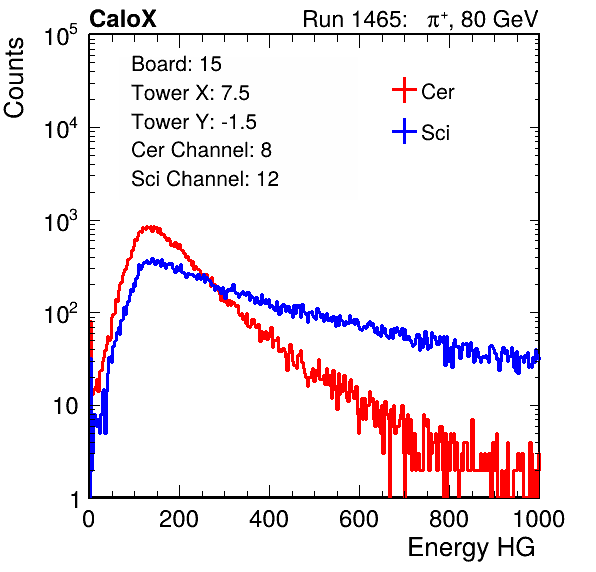 CaloX Run 1465: π⁺, 80 GeV
Counts
10⁵
10⁴
10³
10²
10
1
Board: 15
Tower X: 7.5
Tower Y: -1.5
Cer Channel: 8
Sci Channel: 12
Cer
Sci
0 200 400 600 800 1000
Energy HG